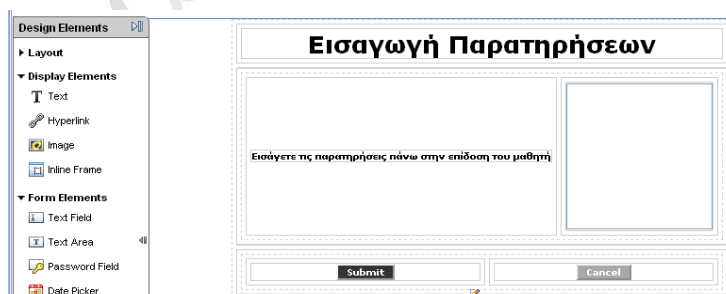 Design Elements
Layout
Display Elements
Text
Hyperlink
Image
Inline Frame
Form Elements
Text Field
Text Area
Password Field
Date Picker
Εισαγωγή Παρατηρήσεων
Εισάγετε τις παρατηρήσεις πάνω στην επίδοση του μαθητή
Submit
Cancel